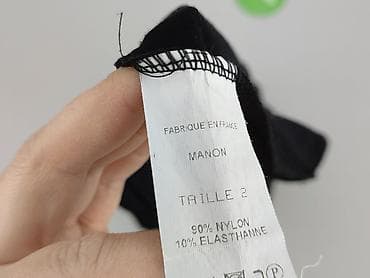 FABRIQUE EN FRANCE
MANON
TAILLE 2
90% NYLON
10% ELASTHANNE
P